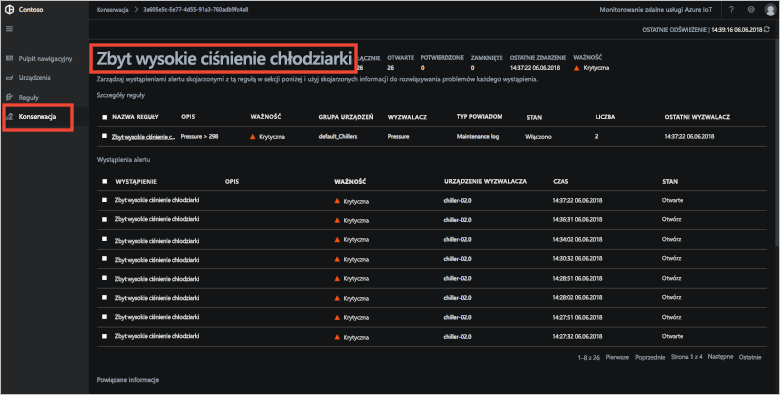 Contoso
Konserwacja > 3a605e5c-6e77-4d55-91a3-760adb9fc4a8
Monitorowanie zdalne usługi Azure IoT
?
OSTATNIE ODŚWIEŻENIE | 14:39:16 06.06.2018
Pulpit nawigacyjny
Urządzenia
Reguły
Konserwacja
Zbyt wysokie ciśnienie chłodziarki
ĄCZNIE OTWARTE POTWIERDZONE ZAMKNIĘTE OSTATNIE ZDARZENIE WAŻNOŚĆ
26 26 0 0 14:37:22 06.06.2018 Krytyczna
Zarządzaj wystąpieniami alertu skojarzonymi z tą regułą w sekcji poniżej i użyj skojarzonych informacji do rozwiązywania problemów każdego wystąpienia.
Szczegóły reguły
NAZWA REGUŁY OPIS WAŻNOŚĆ GRUPA URZĄDZEŃ WYZWALACZ TYP POWIADOM STAN LICZBA OSTATNI WYZWALACZ
Zbyt wysokie ciśnienie c... Pressure > 298 Krytyczna default_Chillers Pressure Maintenance log Włączono 2 14:37:22 06.06.2018
Wystąpienia alertu
WYSTĄPIENIE OPIS WAŻNOŚĆ URZĄDZENIE WYZWALACZA CZAS STAN
Zbyt wysokie ciśnienie chłodziarki Krytyczna chiller-02.0 14:37:22 06.06.2018 Otwarte
Zbyt wysokie ciśnienie chłodziarki Krytyczna chiller-02.0 14:36:31 06.06.2018 Otwórz
Zbyt wysokie ciśnienie chłodziarki Krytyczna chiller-02.0 14:34:02 06.06.2018 Otwórz
Zbyt wysokie ciśnienie chłodziarki Krytyczna chiller-02.0 14:30:32 06.06.2018 Otwórz
Zbyt wysokie ciśnienie chłodziarki Krytyczna chiller-02.0 14:28:51 06.06.2018 Otwórz
Zbyt wysokie ciśnienie chłodziarki Krytyczna chiller-02.0 14:28:02 06.06.2018 Otwórz
Zbyt wysokie ciśnienie chłodziarki Krytyczna chiller-02.0 14:27:51 06.06.2018 Otwórz
Zbyt wysokie ciśnienie chłodziarki Krytyczna chiller-02.0 14:27:32 06.06.2018 Otwarte
1–8 z 26 Pierwsze Poprzednie Strona 1 z 4 Następne Ostatnie
Powiązane informacje